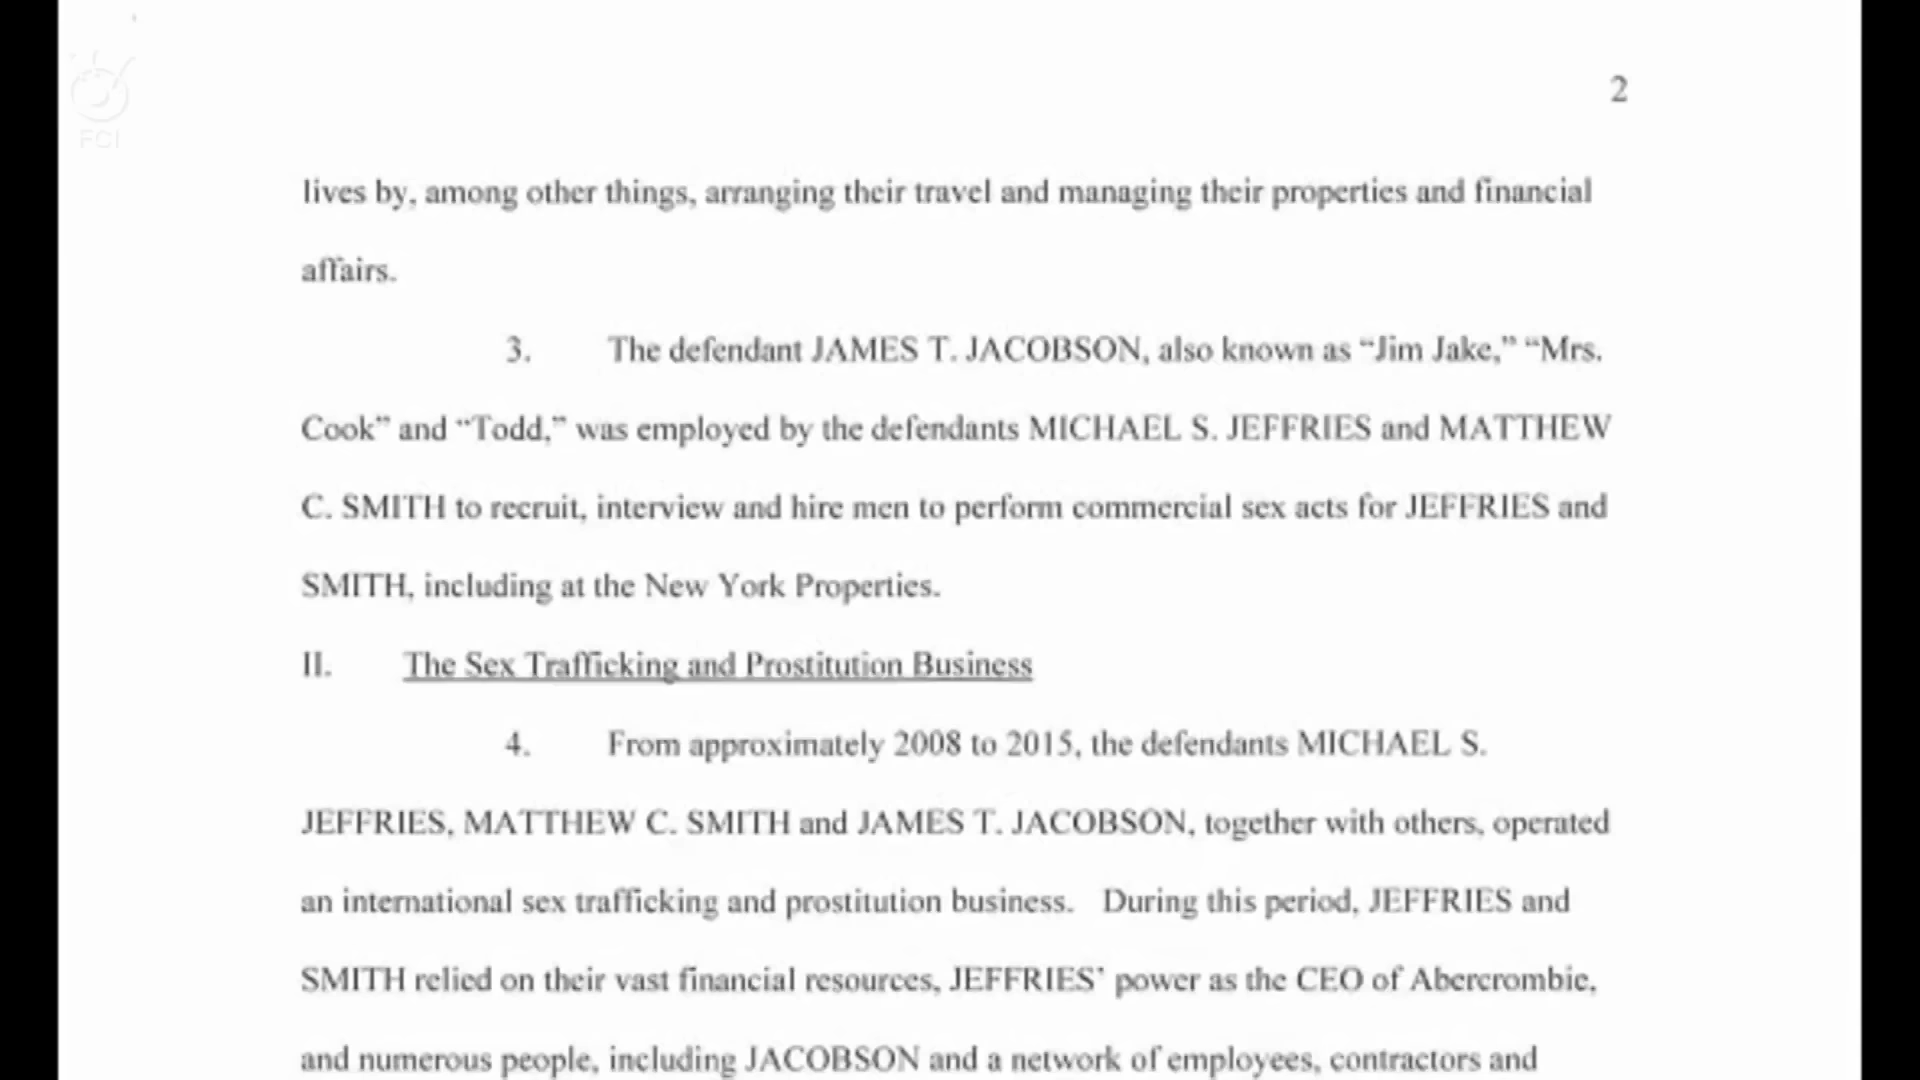 FCI
2
lives by, among other things, arranging their travel and managing their properties and financial
affairs.
3. The defendant JAMES T. JACOBSON, also known as “Jim Jake,” “Mrs.
Cook” and “Todd,” was employed by the defendants MICHAEL S. JEFFRIES and MATTHEW
C. SMITH to recruit, interview and hire men to perform commercial sex acts for JEFFRIES and
SMITH, including at the New York Properties.
II. The Sex Trafficking and Prostitution Business
4. From approximately 2008 to 2015, the defendants MICHAEL S.
JEFFRIES, MATTHEW C. SMITH and JAMES T. JACOBSON, together with others, operated
an international sex trafficking and prostitution business. During this period, JEFFRIES and
SMITH relied on their vast financial resources, JEFFRIES’ power as the CEO of Abercrombie,
and numerous people, including JACOBSON and a network of employees, contractors and